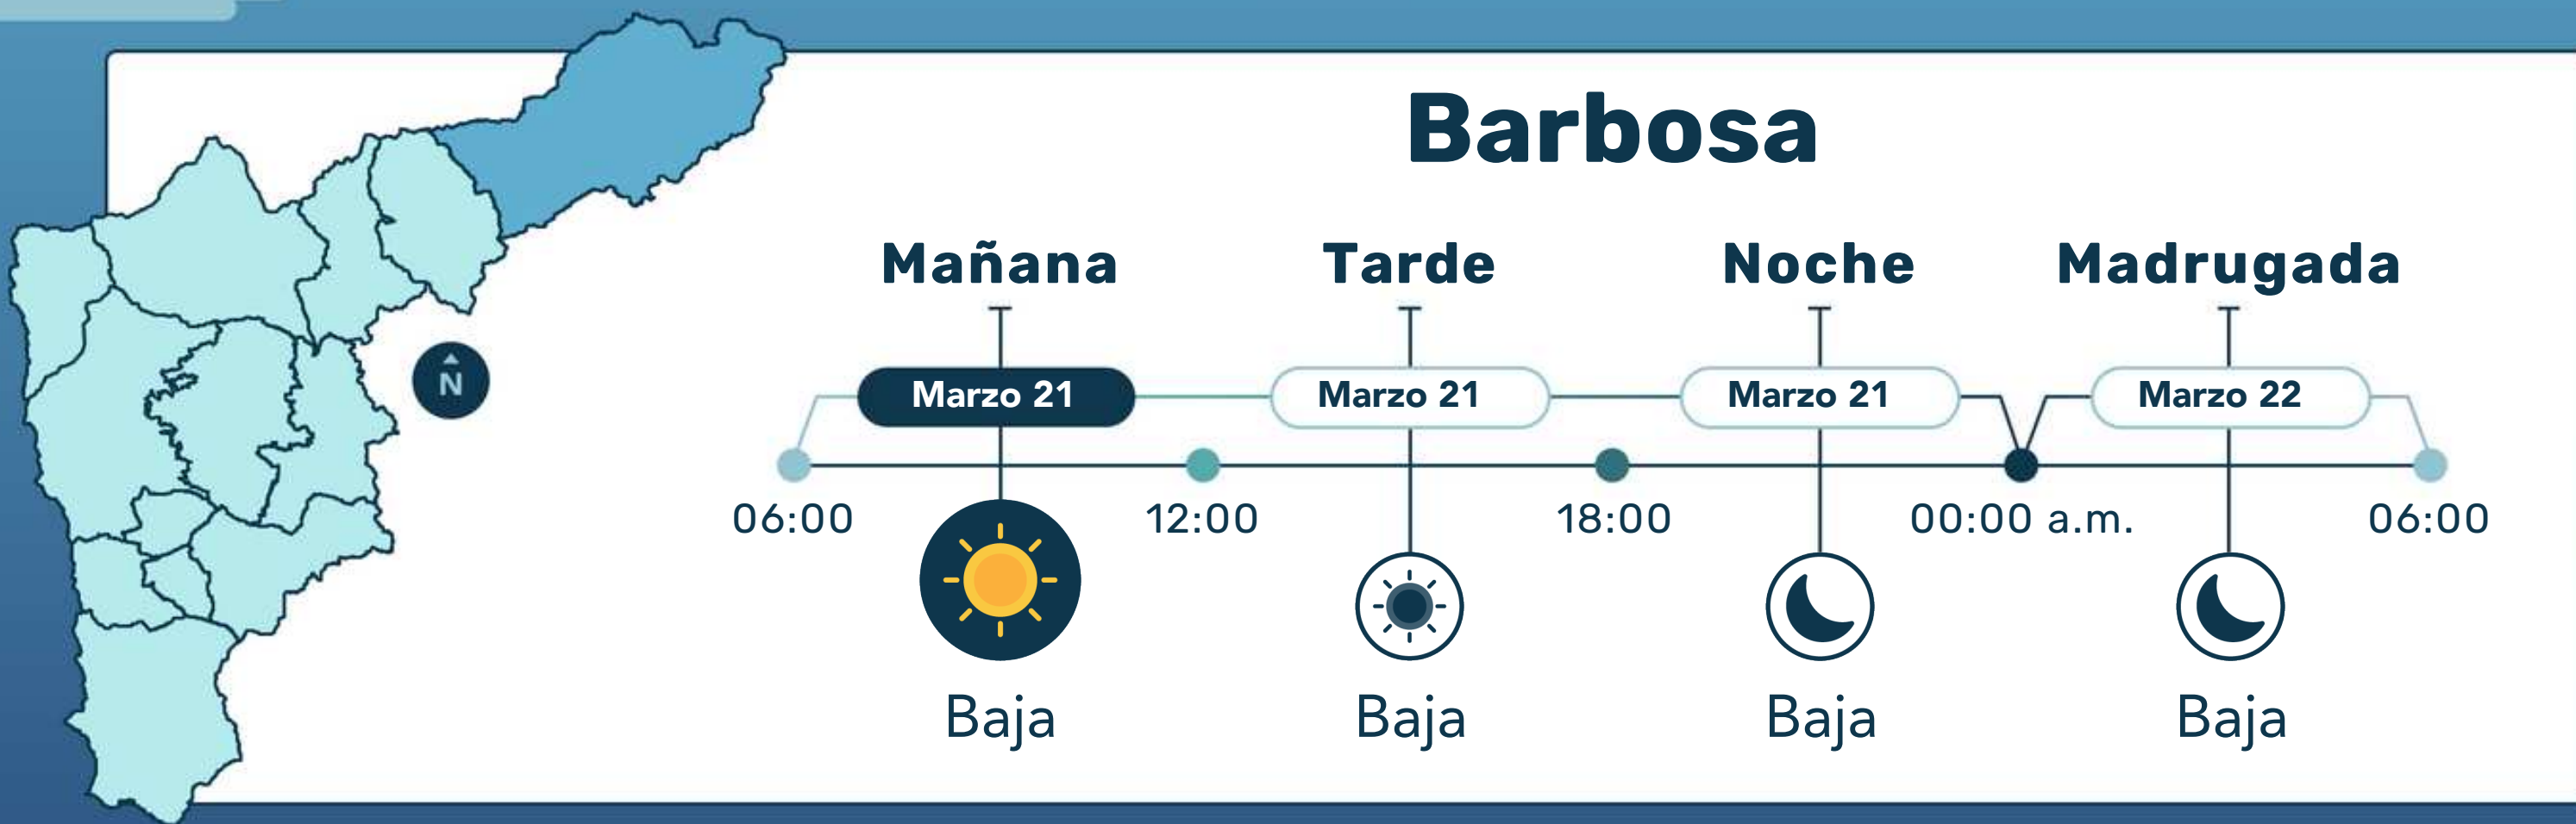 Barbosa
Mañana Tarde Noche Madrugada
N
Marzo 21 Marzo 21 Marzo 21 Marzo 22
06:00 12:00 18:00 00:00 a.m. 06:00
Baja Baja Baja Baja